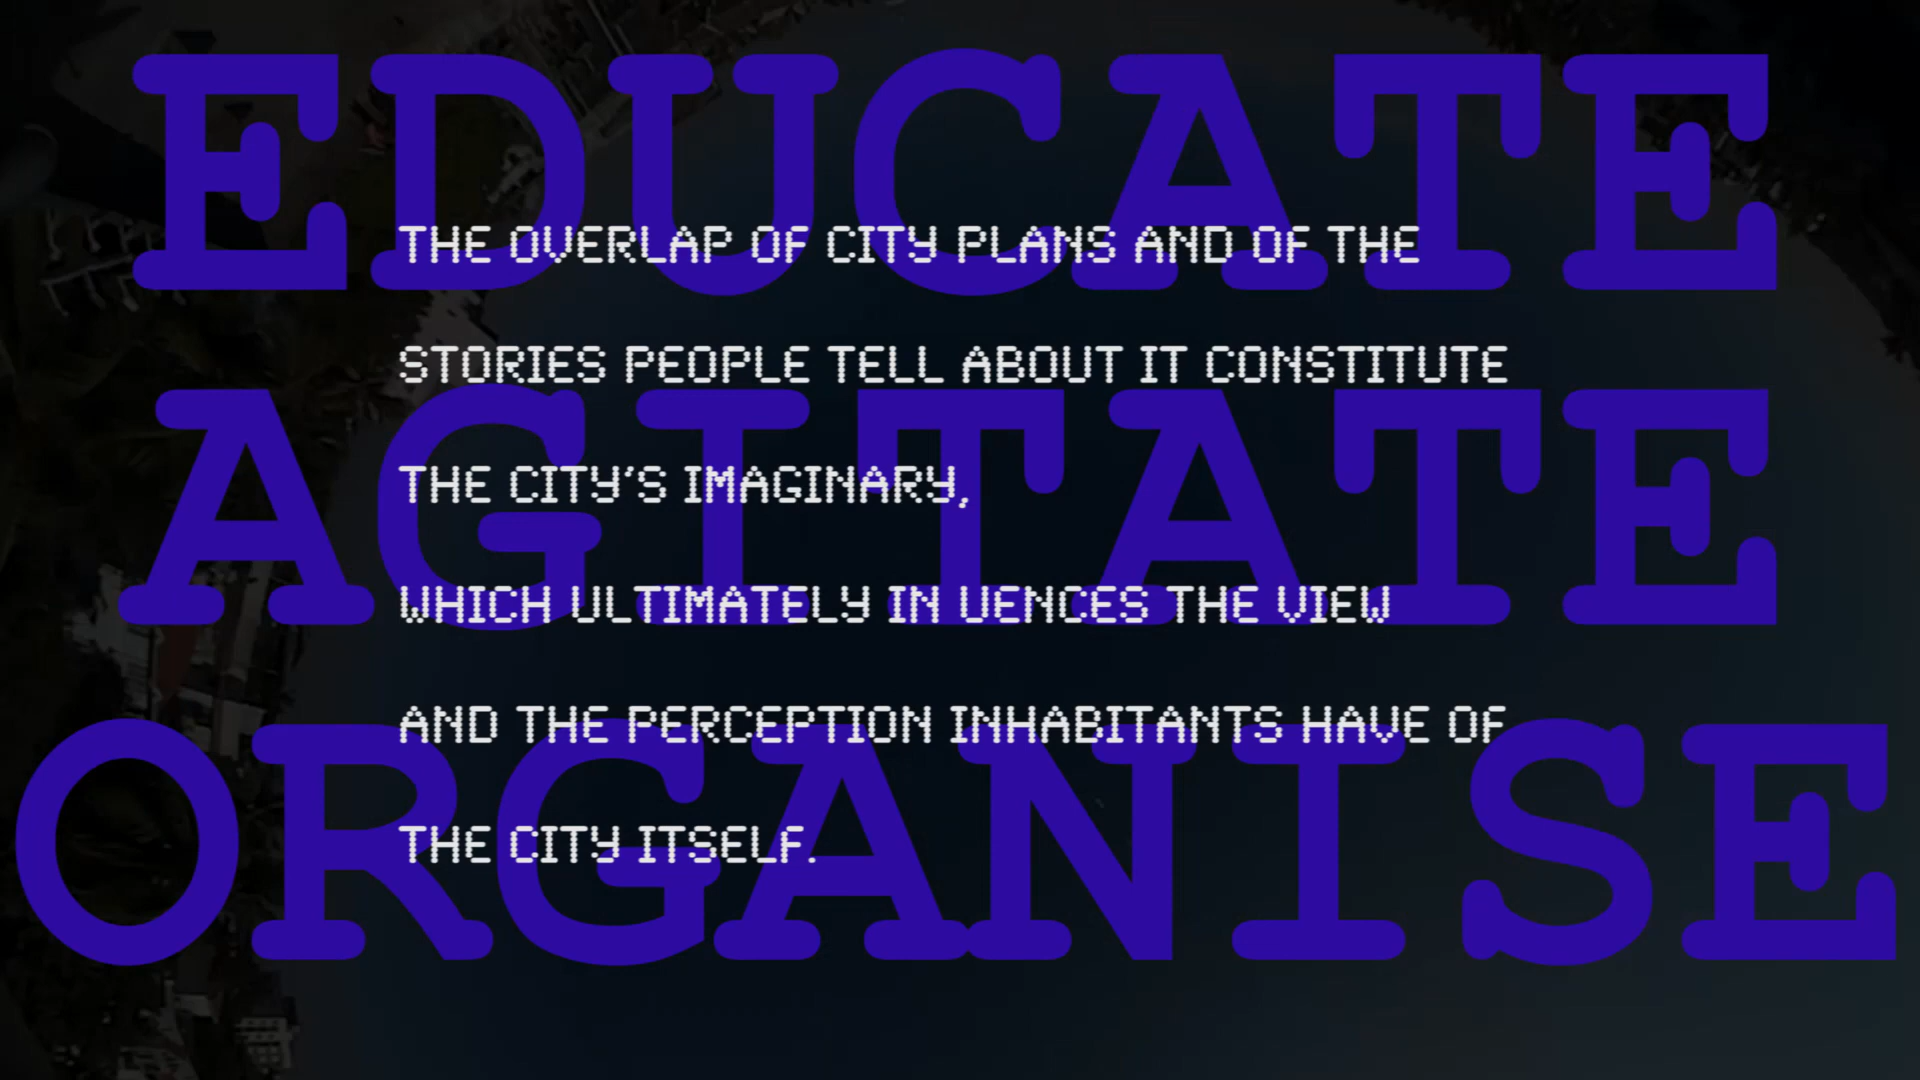 EDUCATE
THE OVERLAP OF CITY PLANS AND OF THE
STORIES PEOPLE TELL ABOUT IT CONSTITUTE
AGITATE
THE CITY'S IMAGINARY,
WHICH ULTIMATELY IN UENCES THE VIEW
AND THE PERCEPTION INHABITANTS HAVE OF
ORGANISE
THE CITY ITSELF.